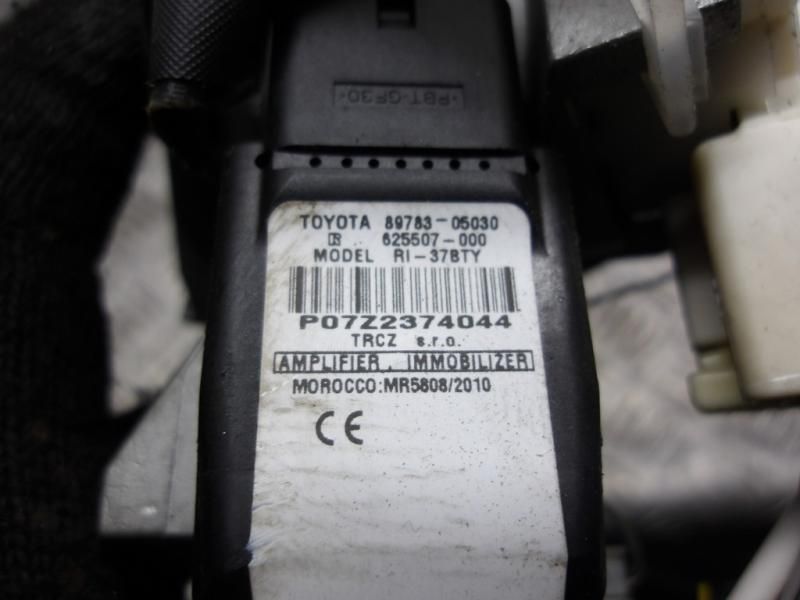 ·PBT-GF30·
TOYOTA 89783-05030
625507-000
MODEL RI-37BTY
P07Z2374044
TRCZ s.r.o.
AMPLIFIER, IMMOBILIZER
MOROCCO:MR5808/2010
CE